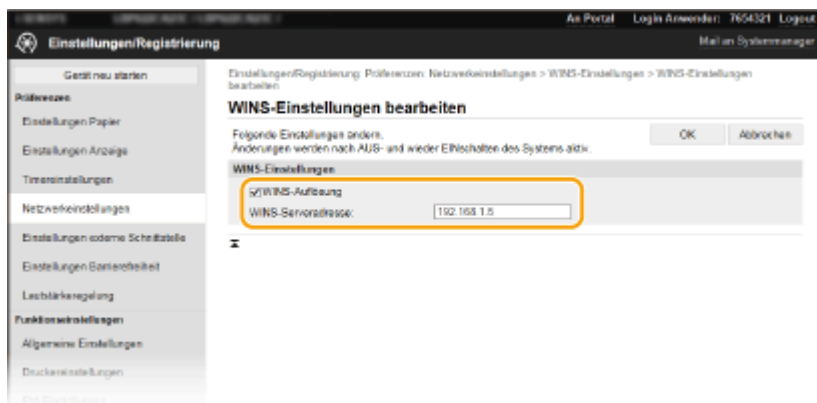 An Portal Login Anwender: 7654321 Logout
Einstellungen/Registrierung
Mail an Systemmanager
Gerät neu starten
Präferenzen
Einstellungen Papier
Einstellungen Anzeige
Timereinstellungen
Netzwerkeinstellungen
Einstellungen externe Schnittstelle
Einstellungen Barrierefreiheit
Lautstärkeregelung
Funktionseinstellungen
Allgemeine Einstellungen
Druckereinstellungen
Einstellungen/Registrierung: Präferenzen: Netzwerkeinstellungen > WINS-Einstellungen > WINS-Einstellungen
bearbeiten
WINS-Einstellungen bearbeiten
Folgende Einstellungen ändern.
Änderungen werden nach AUS- und wieder EINschalten des Systems aktiv.
OK Abbrechen
WINS-Einstellungen
WINS-Auflösung
WINS-Serveradresse: 192.168.1.5